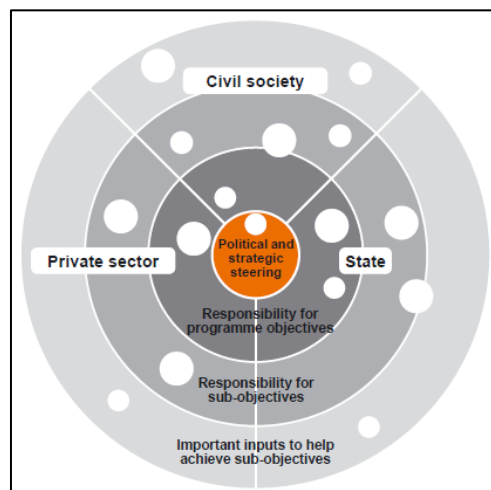 Civil society
Political and
strategic
steering
Private sector
State
Responsibility for
programme objectives
Responsibility for
sub-objectives
Important inputs to help
achieve sub-objectives